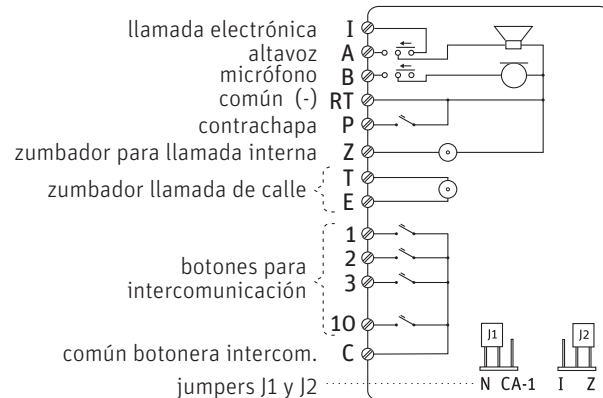 llamada electrónica I
altavoz A
micrófono B
común (-) RT
contrachapa P
zumbador para llamada interna Z
T
zumbador llamada de calle
E
1
2
botones para
intercomunicación
3
10
común botonera intercom. C
J1 J2
jumpers J1 y J2 N CA-1 I Z